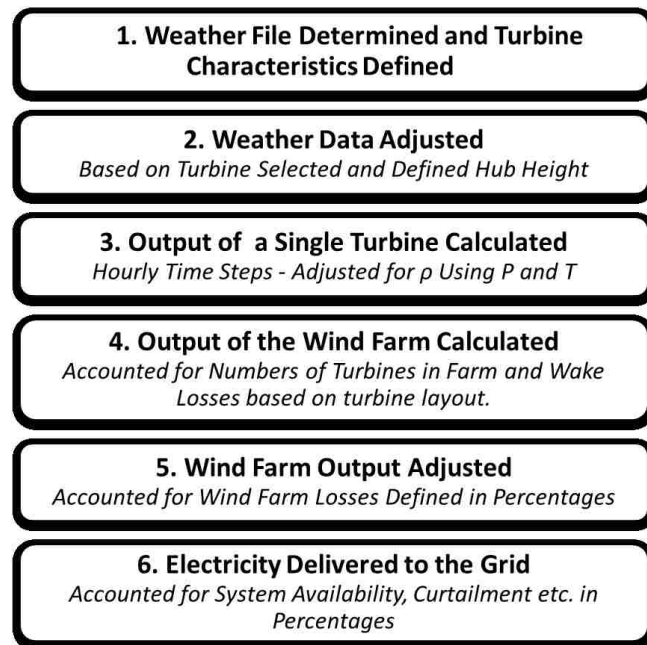 1. Weather File Determined and Turbine
Characteristics Defined
2. Weather Data Adjusted
Based on Turbine Selected and Defined Hub Height
3. Output of a Single Turbine Calculated
Hourly Time Steps - Adjusted for ρ Using P and T
4. Output of the Wind Farm Calculated
Accounted for Numbers of Turbines in Farm and Wake
Losses based on turbine layout.
5. Wind Farm Output Adjusted
Accounted for Wind Farm Losses Defined in Percentages
6. Electricity Delivered to the Grid
Accounted for System Availability, Curtailment etc. in
Percentages